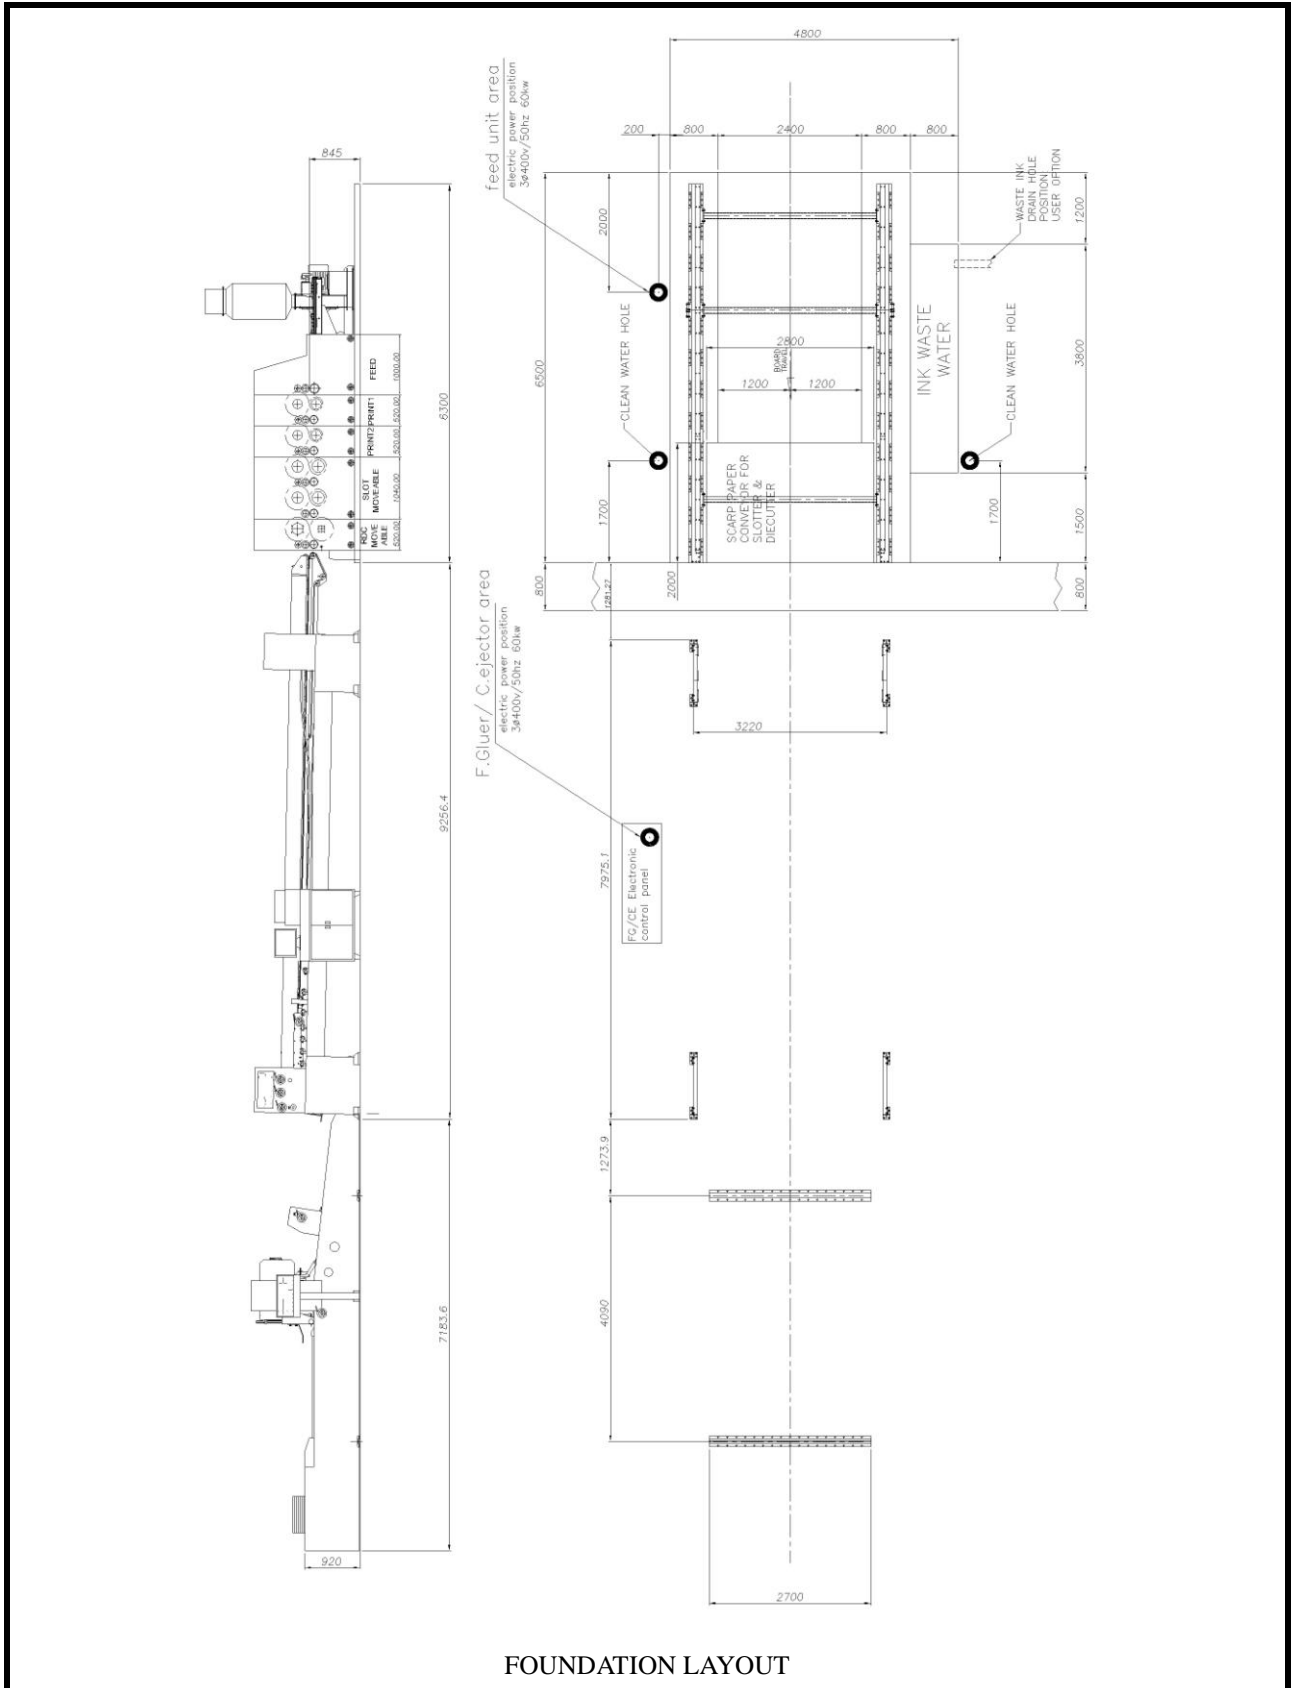 4800
200
800
2400
800
800
feed unit area
electric power position
3ø400v/50hz 60kw
845
2000
WASTE INK
DRAIN HOLE
POSITION
USER OPTION
1200
CLEAN WATER HOLE
6500
6300
2800
BOARD
TRAVEL
1200
1200
INK WASTE
WATER
CLEAN WATER HOLE
3800
FEED
1000.00
PRINT1
520.00
PRINT2
520.00
SLOT
MOVEABLE
1040.00
RDC
MOVE
ABLE
520.00
1700
SCARP PAPER
CONVEYOR FOR
SLOTTER &
DIECUTTER
1700
1500
800
2000
1281.27
800
F.Gluer/ C.ejector area
electric power position
3ø400v/50hz 60kw
3220
9256.4
7975.1
FG/CE Electronic
control panel
1273.9
4090
7183.6
920
2700
FOUNDATION LAYOUT